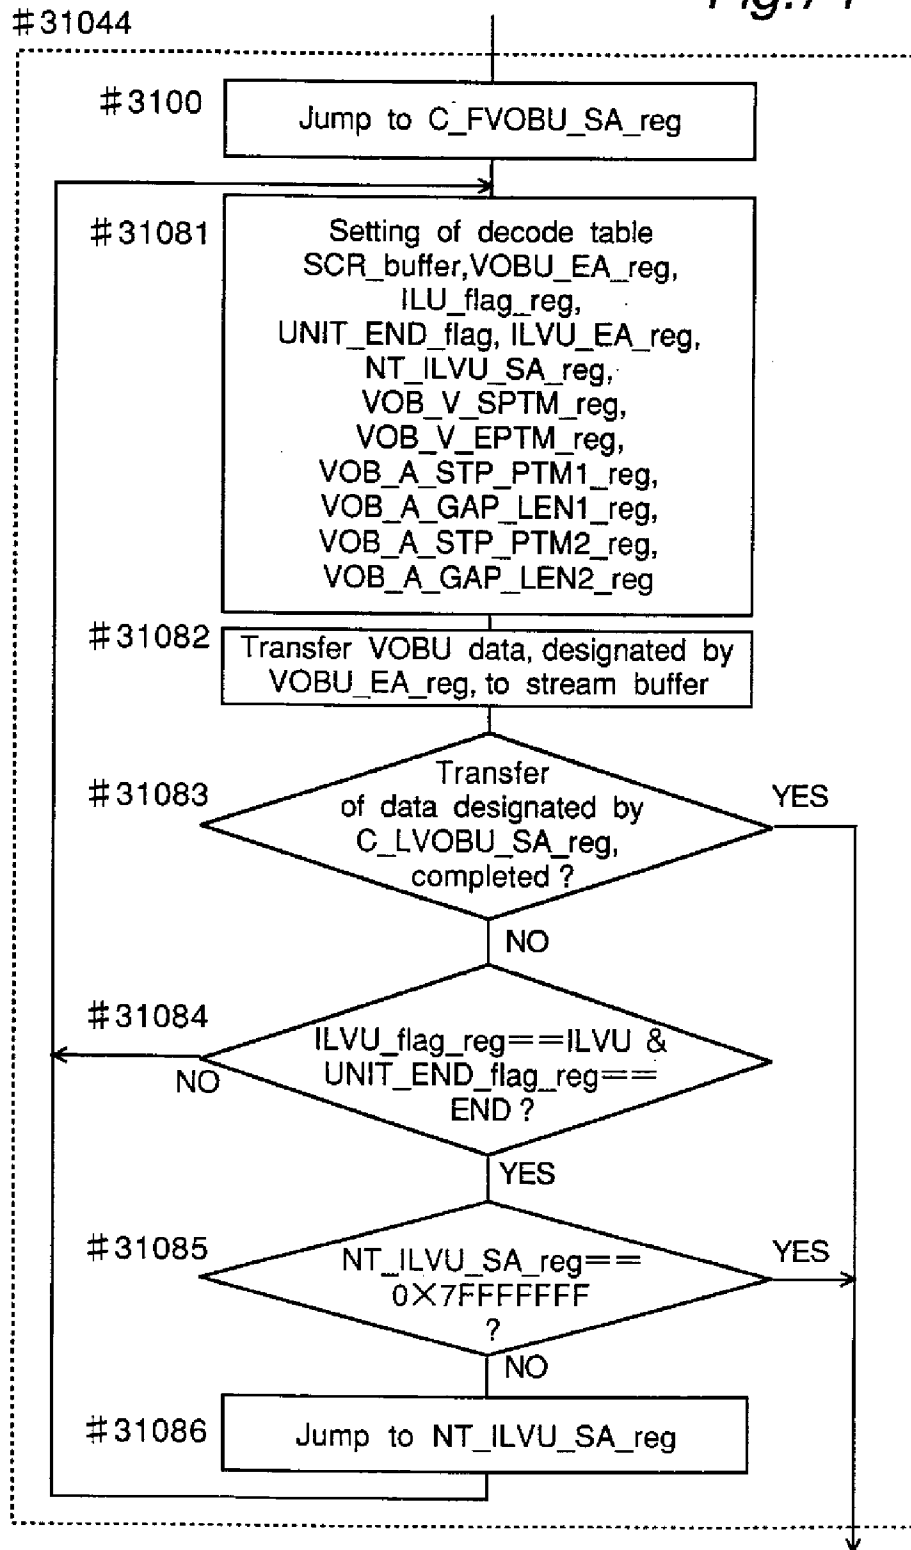 #31044
#3100
Jump to C_FVOBU_SA_reg
#31081
Setting of decode table
SCR_buffer,VOBU_EA_reg,
ILU_flag_reg,
UNIT_END_flag, ILVU_EA_reg,
NT_ILVU_SA_reg,
VOB_V_SPTM_reg,
VOB_V_EPTM_reg,
VOB_A_STP_PTM1_reg,
VOB_A_GAP_LEN1_reg,
VOB_A_STP_PTM2_reg,
VOB_A_GAP_LEN2_reg
#31082
Transfer VOBU data, designated by
VOBU_EA_reg, to stream buffer
#31083
Transfer
of data designated by
C_LVOBU_SA_reg,
completed ?
YES
NO
#31084
ILVU_flag_reg==ILVU &
UNIT_END_flag_reg==
END ?
NO
YES
#31085
NT_ILVU_SA_reg==
0X7FFFFFFF
?
YES
NO
#31086
Jump to NT_ILVU_SA_reg